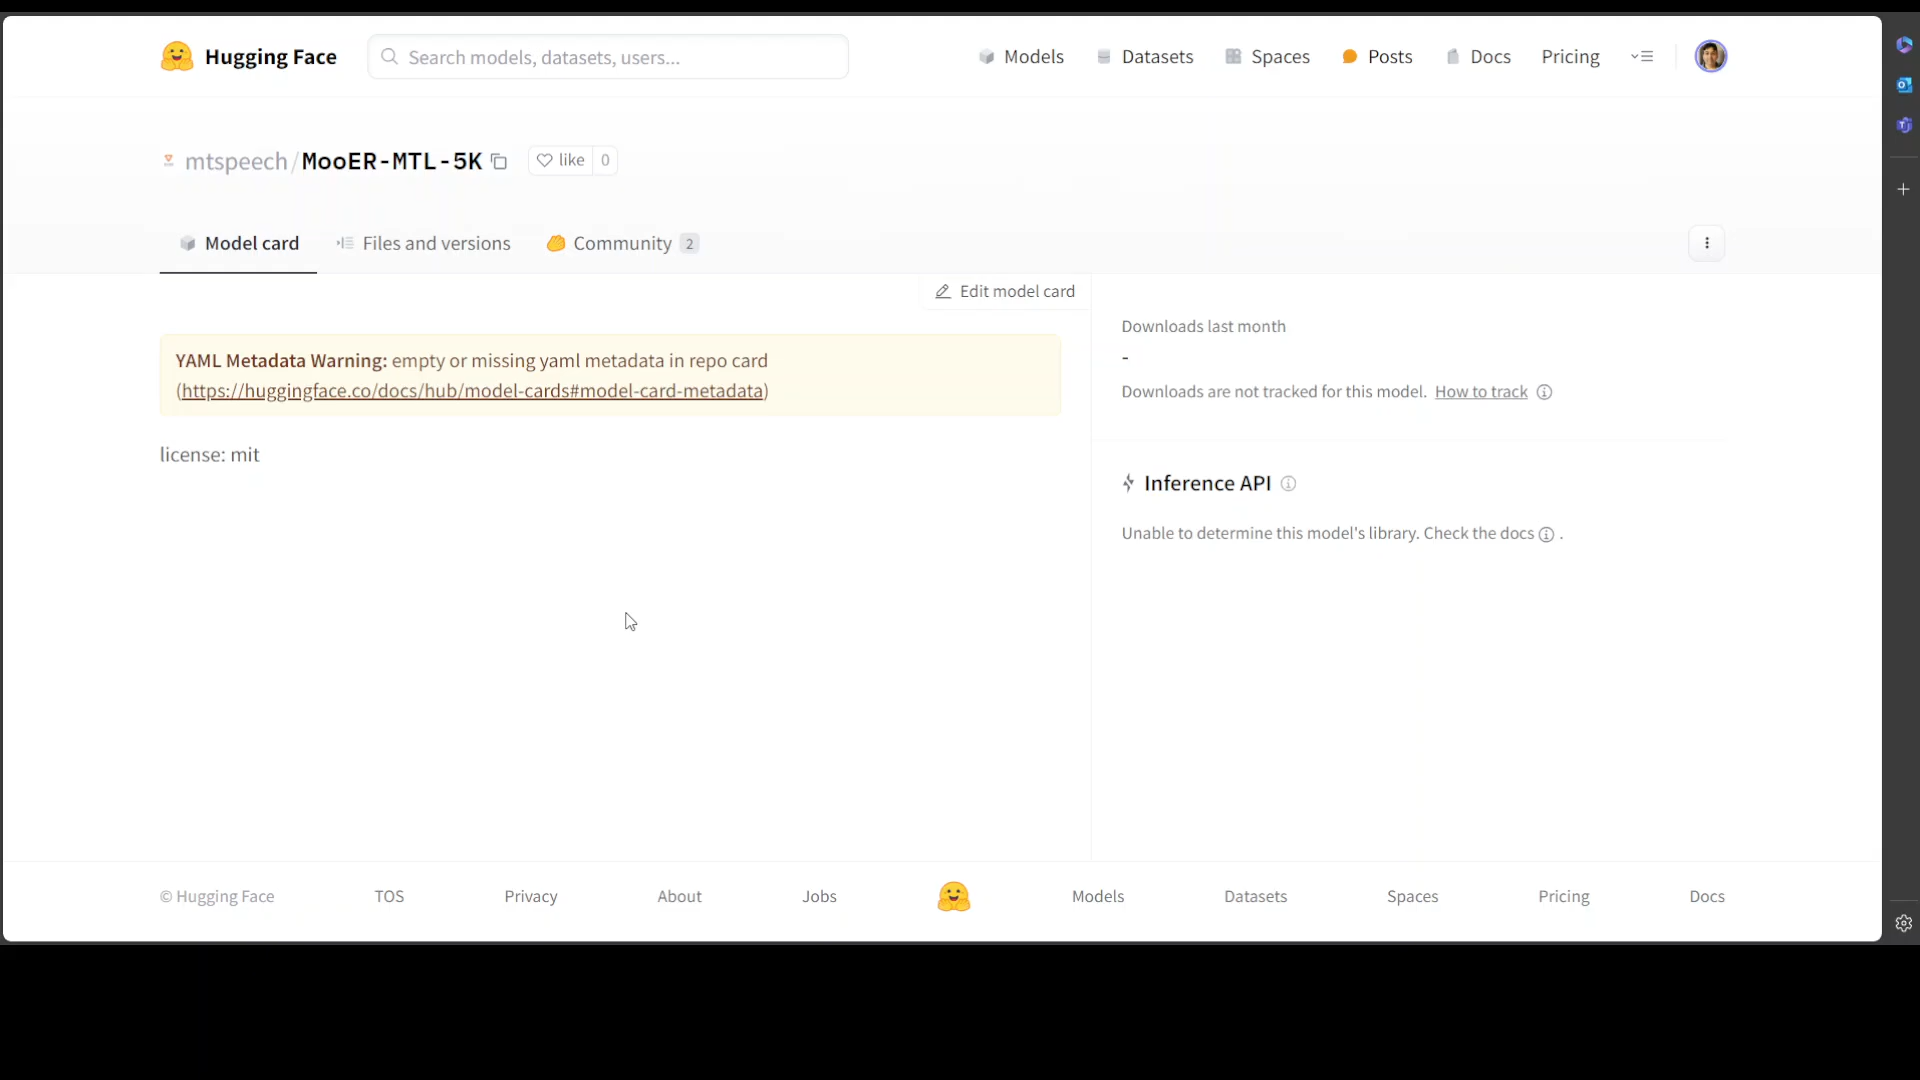 Hugging Face
Search models, datasets, users...
Models
Datasets
Spaces
Posts
Docs
Pricing
mtspeech/MooER-MTL-5K
like 0
Model card
Files and versions
Community 2
Edit model card
YAML Metadata Warning: empty or missing yaml metadata in repo card
(https://huggingface.co/docs/hub/model-cards#model-card-metadata)
license: mit
Downloads last month
-
Downloads are not tracked for this model. How to track
Inference API
Unable to determine this model's library. Check the docs .
© Hugging Face
TOS
Privacy
About
Jobs
Models
Datasets
Spaces
Pricing
Docs